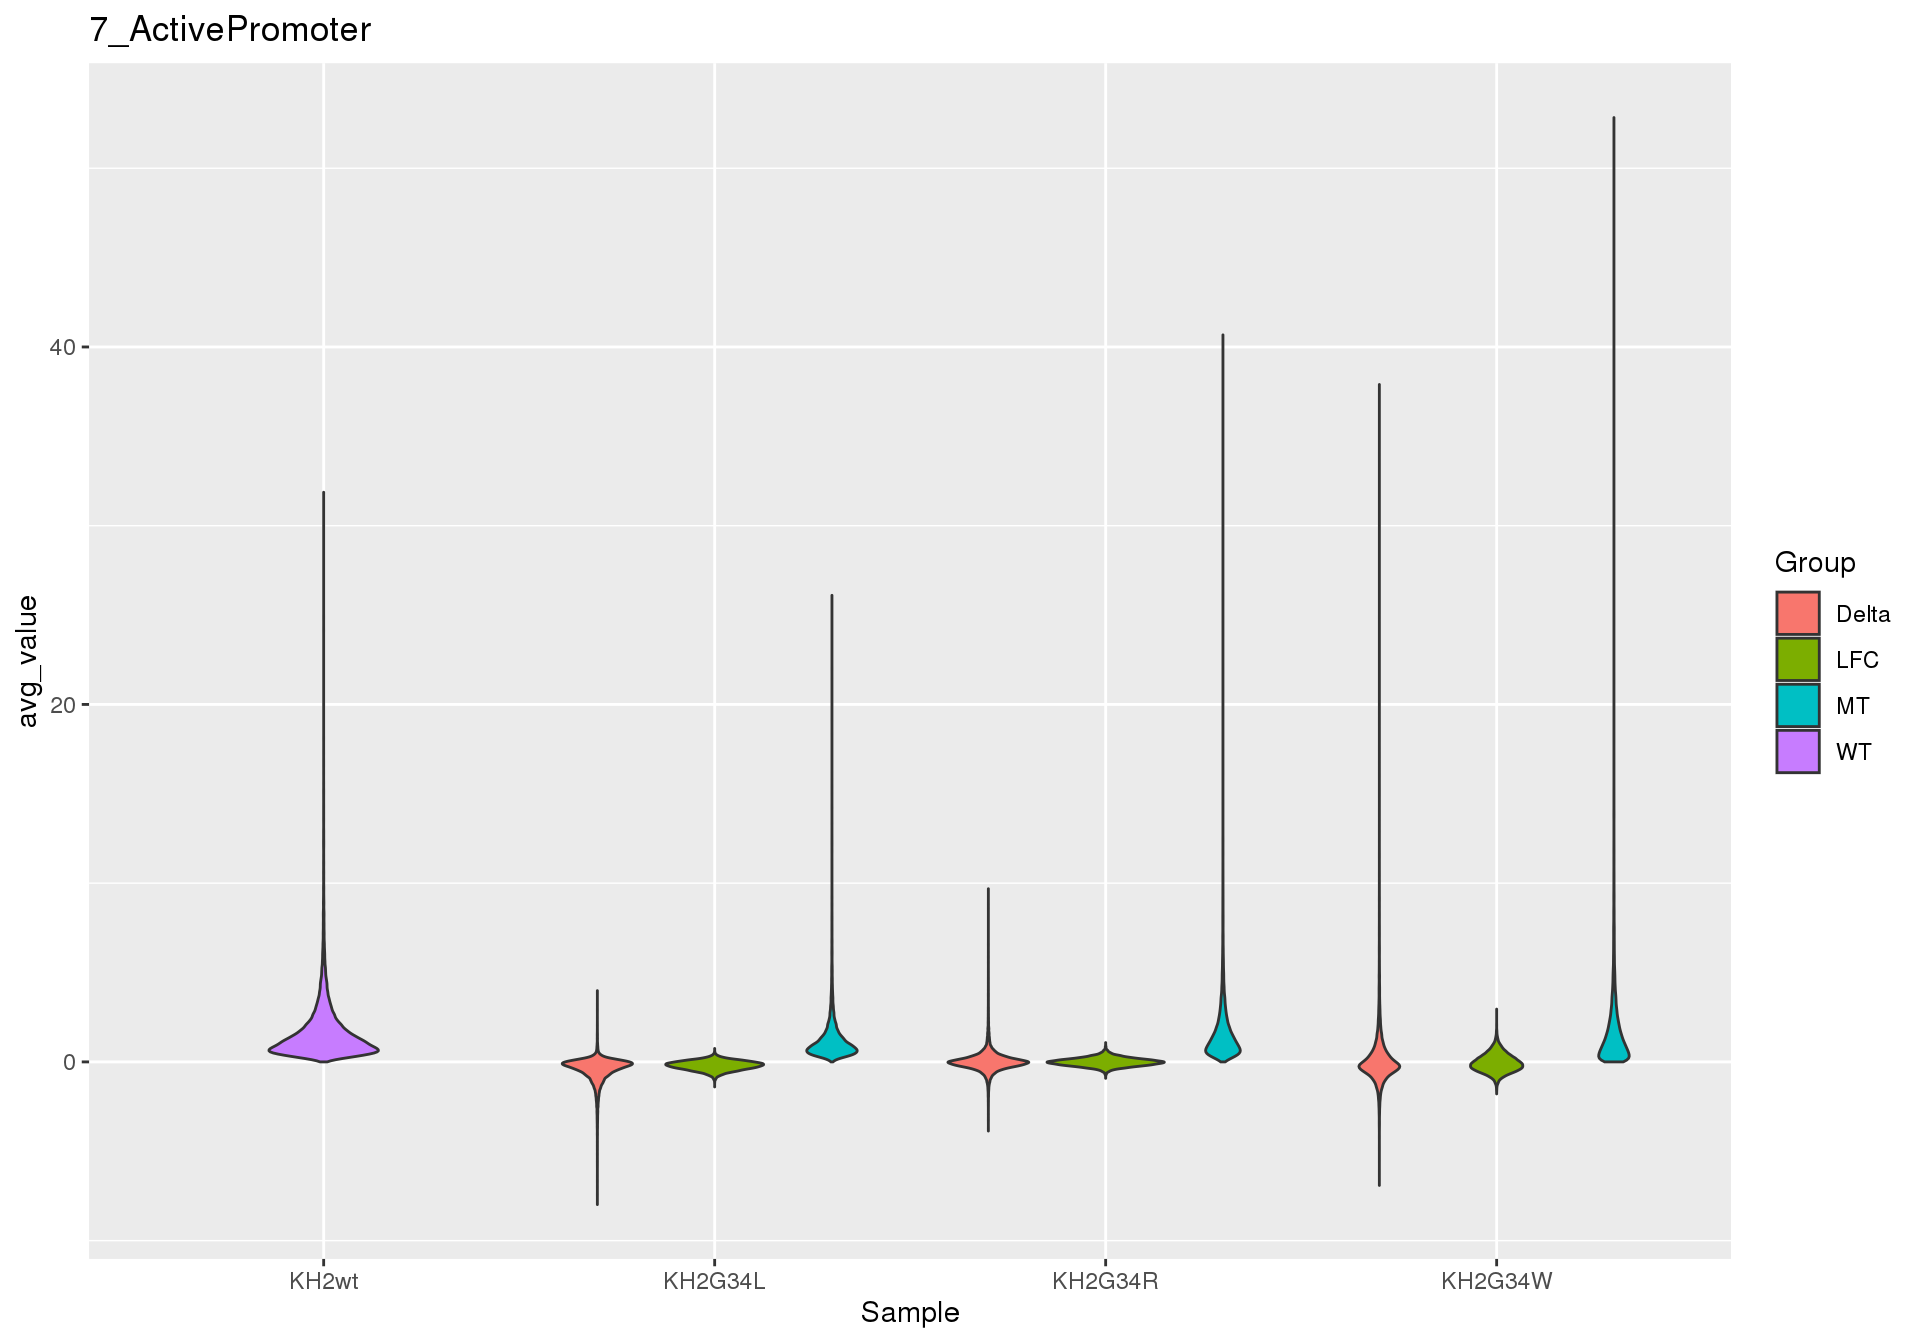 7_ActivePromoter
avg_value
40
20
0
KH2wt
KH2G34L
KH2G34R
KH2G34W
Sample
Group
Delta
LFC
MT
WT